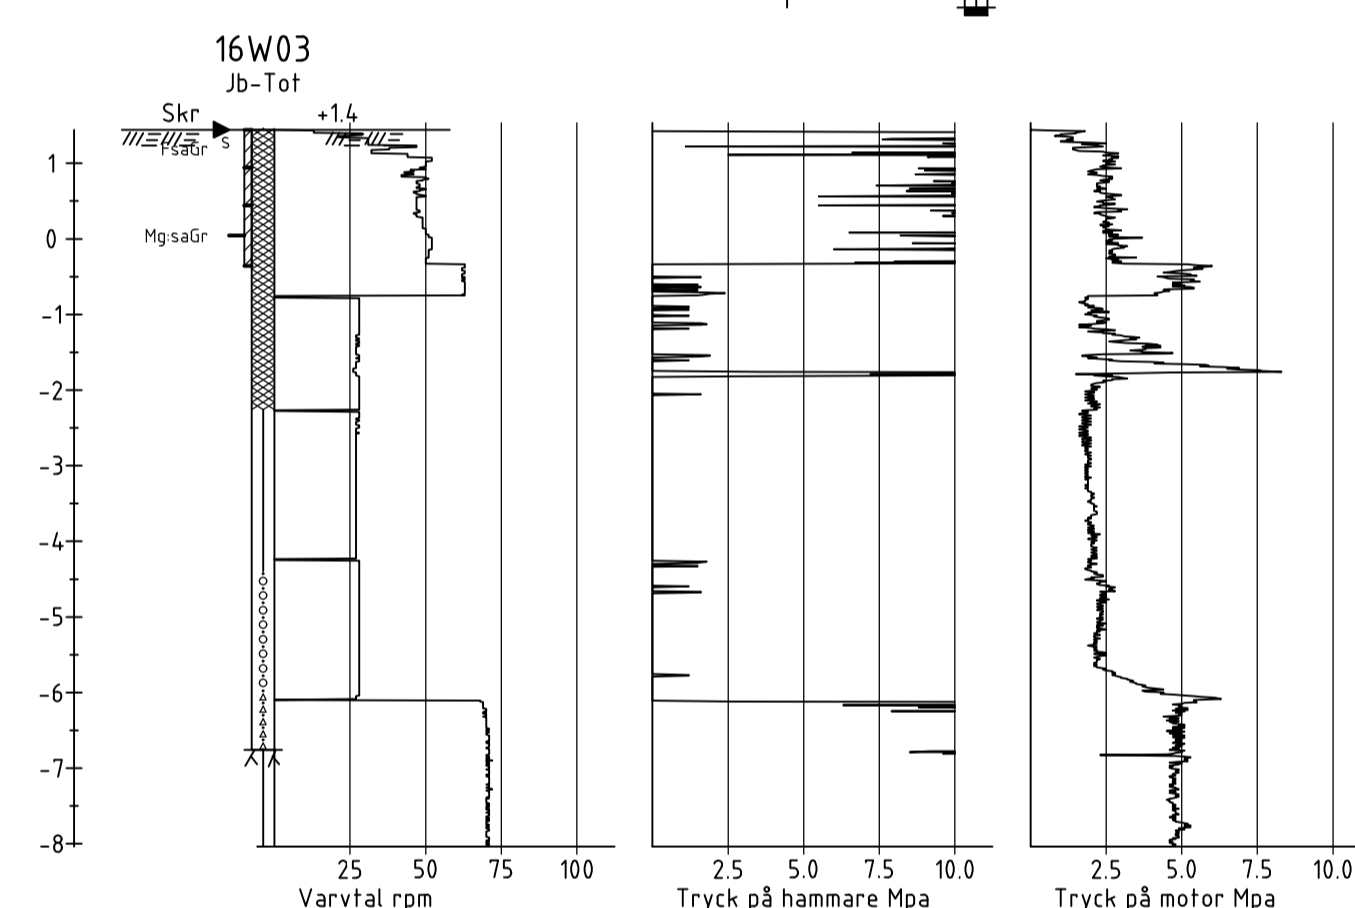 16W03
Jb-Tot
Skr
+1.4
S
FsaGr
1
0
Mg:saGr
-1
-2
-3
-4
-5
-6
-7
-8
25 50 75 100
2.5 5.0 7.5 10.0
2.5 5.0 7.5 10.0
Varvtal rpm
Tryck på hammare Mpa
Tryck på motor Mpa